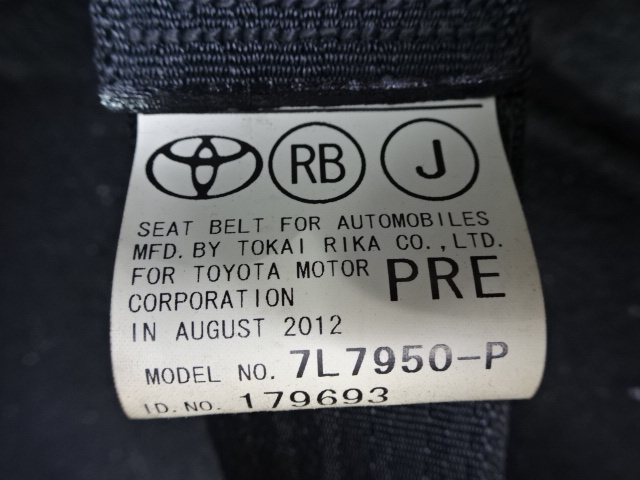 RB J
SEAT BELT FOR AUTOMOBILES
MFD. BY TOKAI RIKA CO., LTD.
FOR TOYOTA MOTOR
CORPORATION PRE
IN AUGUST 2012
MODEL NO. 7L7950-P
ID. NO. 179693